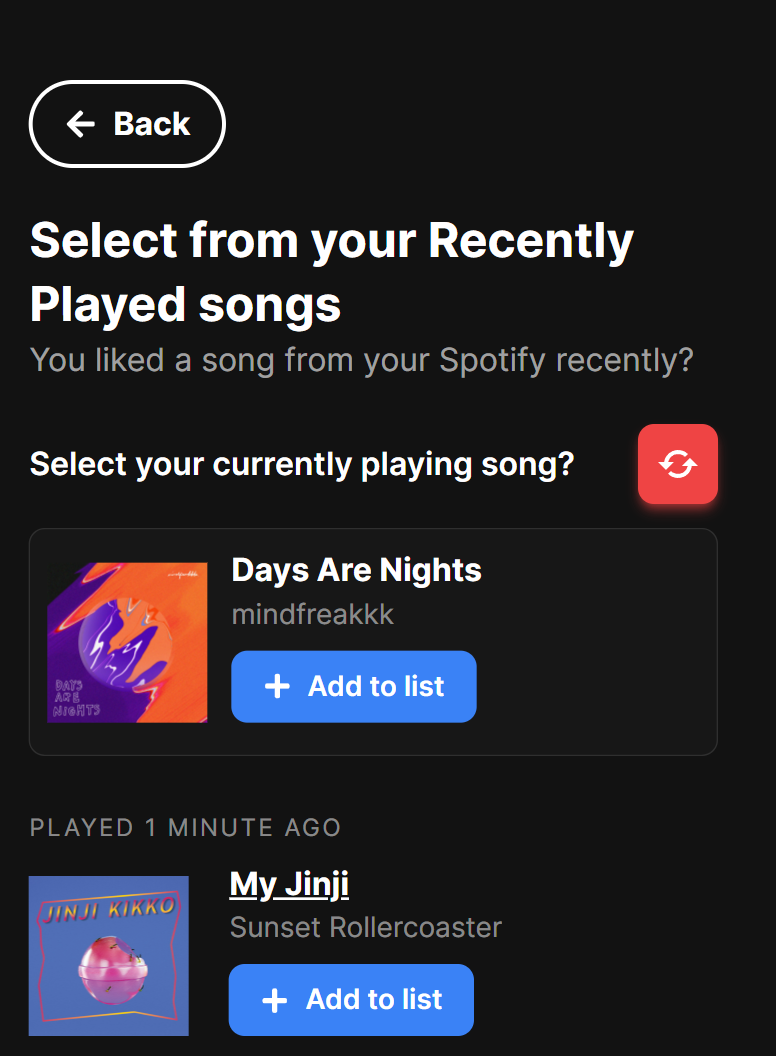 Back
Select from your Recently
Played songs
You liked a song from your Spotify recently?
Select your currently playing song?
Days Are Nights
mindfreakkk
DAYS
ARE
NIGHTS
Add to list
PLAYED 1 MINUTE AGO
My Jinji
JINJI KIKKO
Sunset Rollercoaster
Add to list